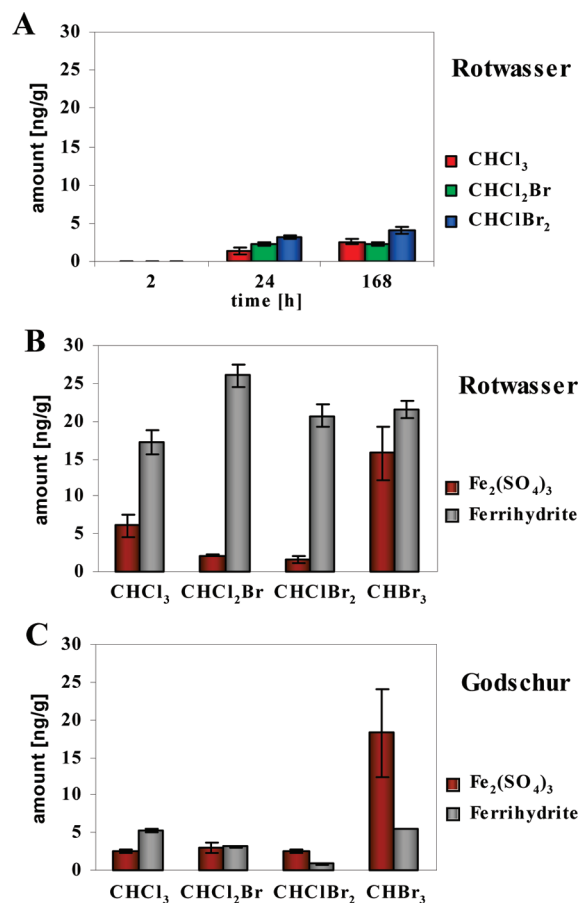 A
30
25
20
15
10
5
0
amount [ng/g]
2
24
168
time [h]
Rotwasser
CHCl₃
CHCl₂Br
CHClBr₂
B
30
25
20
15
10
5
0
amount [ng/g]
CHCl₃
CHCl₂Br
CHClBr₂
CHBr₃
Rotwasser
Fe₂(SO₄)₃
Ferrihydrite
C
30
25
20
15
10
5
0
amount [ng/g]
CHCl₃
CHCl₂Br
CHClBr₂
CHBr₃
Godschur
Fe₂(SO₄)₃
Ferrihydrite